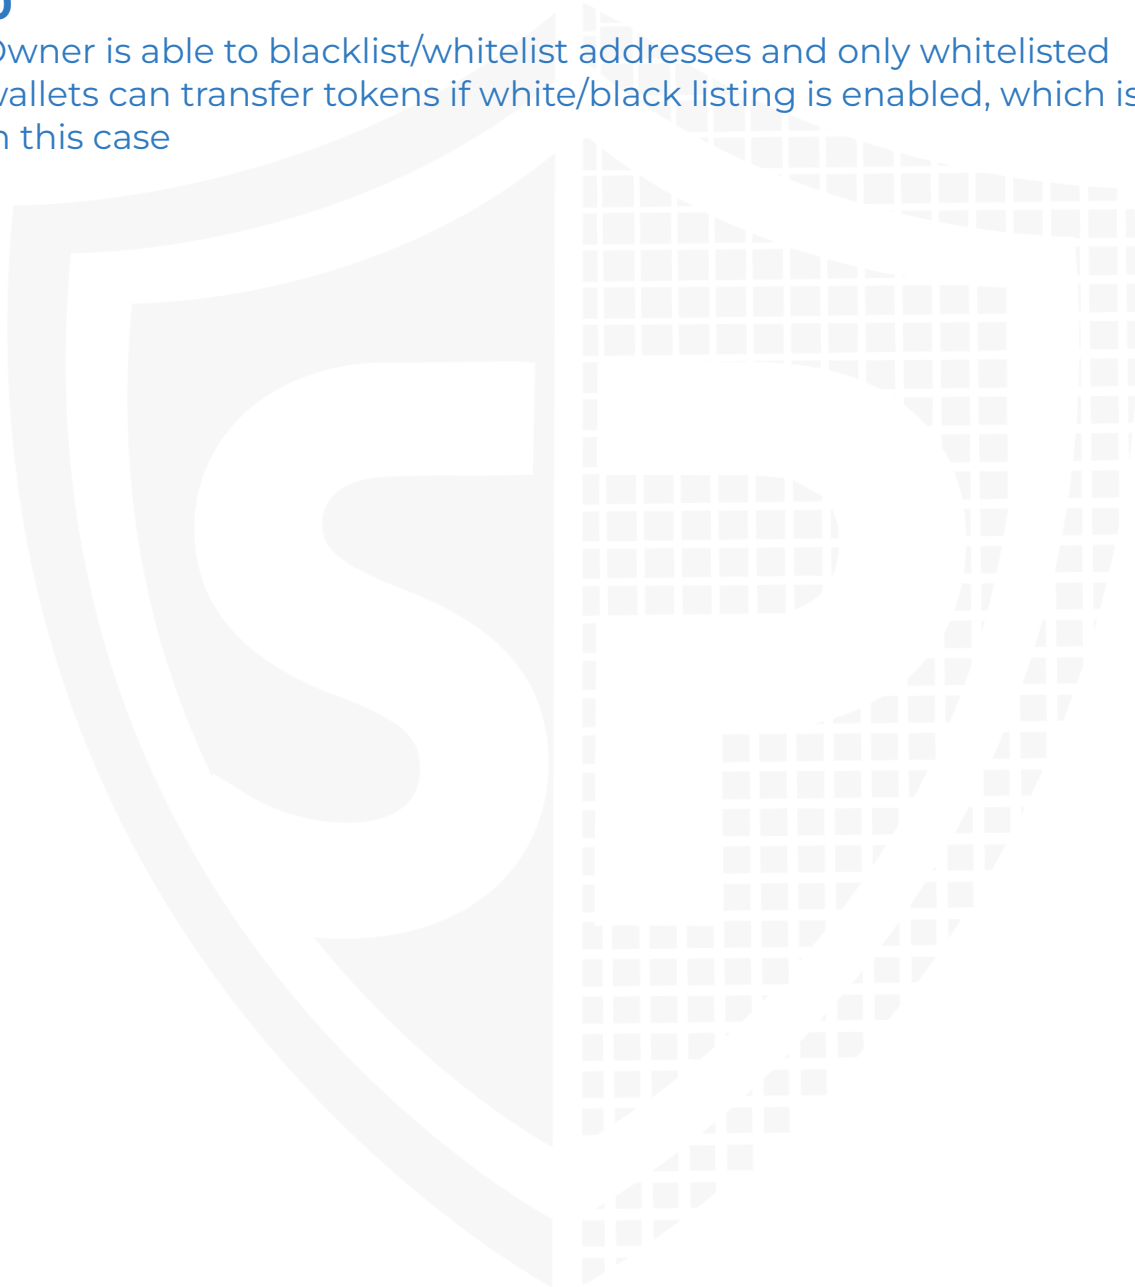 Owner is able to blacklist/whitelist addresses and only whitelisted
wallets can transfer tokens if white/black listing is enabled, which is
this case
SP